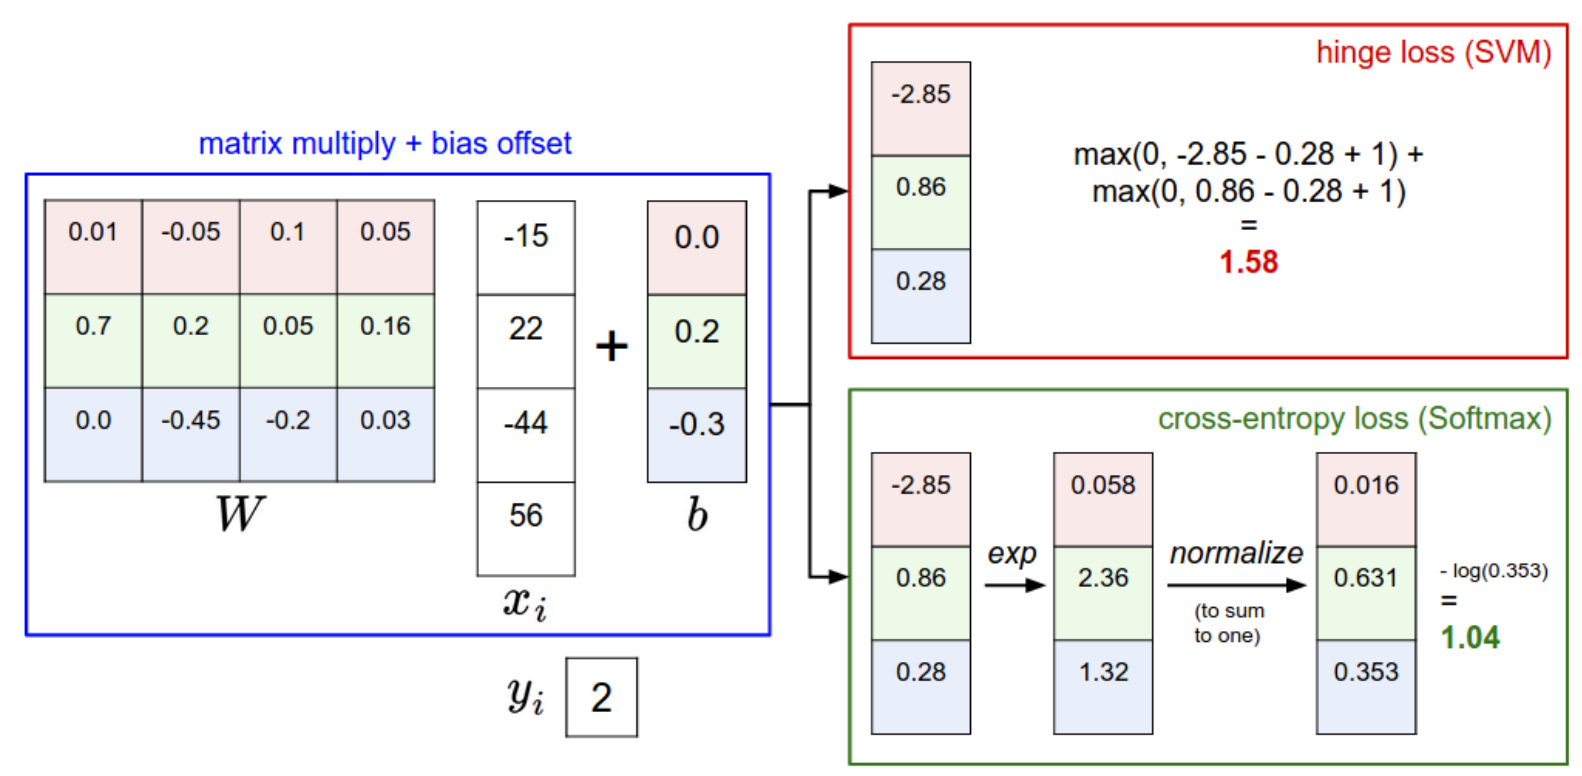 matrix multiply + bias offset
0.01 -0.05 0.1 0.05
0.7 0.2 0.05 0.16
0.0 -0.45 -0.2 0.03
W
-15
22
-44
56
x_i
+
0.0
0.2
-0.3
b
y_i 2
hinge loss (SVM)
-2.85
0.86
0.28
max(0, -2.85 - 0.28 + 1) +
max(0, 0.86 - 0.28 + 1)
=
1.58
cross-entropy loss (Softmax)
-2.85
0.86
0.28
exp
0.058
2.36
1.32
normalize
(to sum
to one)
0.016
0.631
0.353
- log(0.353)
=
1.04